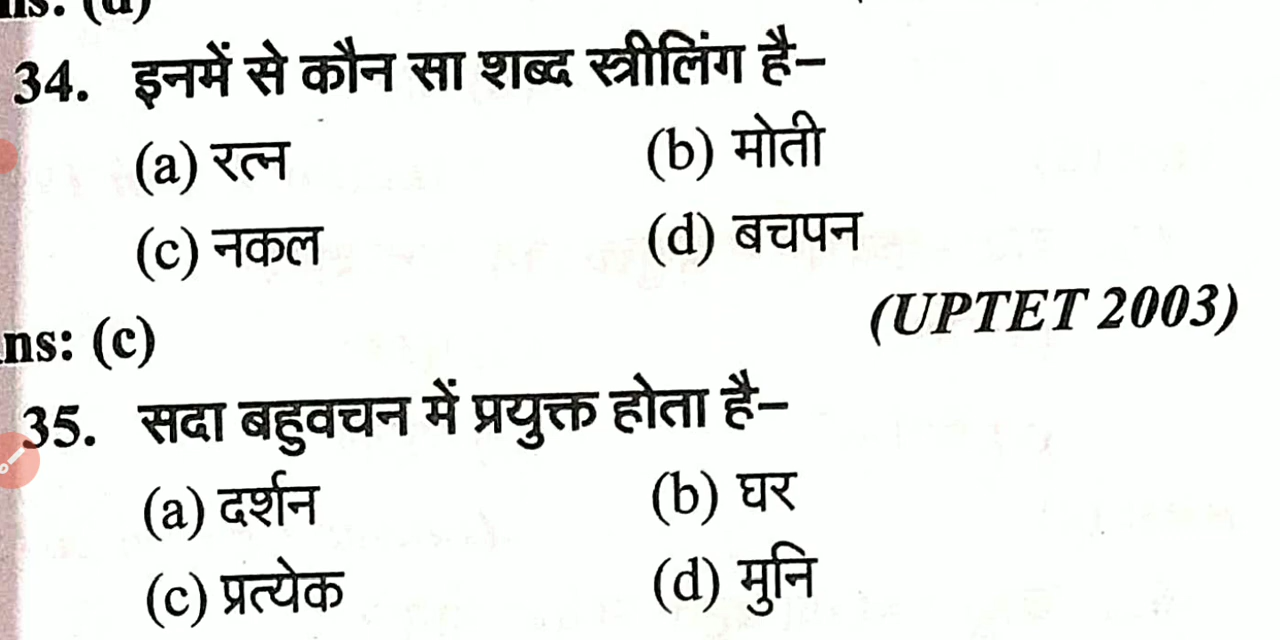 34. इनमें से कौन सा शब्द स्त्रीलिंग है–
(a) रत्न (b) मोती
(c) नकल (d) बचपन
(UPTET 2003)
ns: (c)
35. सदा बहुवचन में प्रयुक्त होता है–
(a) दर्शन (b) घर
(c) प्रत्येक (d) मुनि